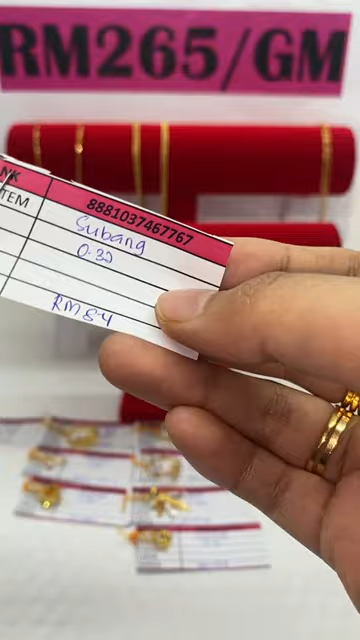 RM265/GM
NK
8881037467767
TEM
Subang
0.32
RM84